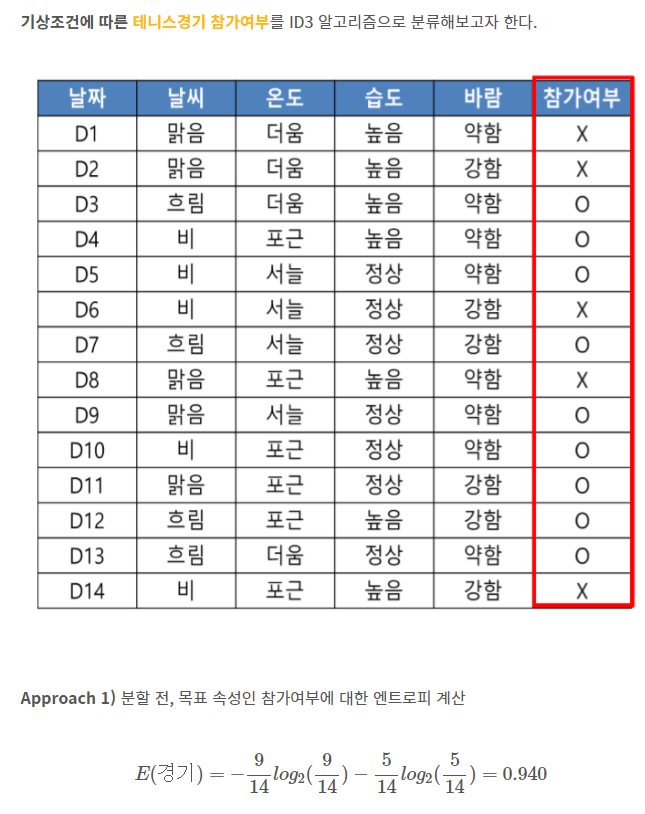 기상조건에 따른 테니스경기 참가여부를 ID3 알고리즘으로 분류해보고자 한다.
날짜 날씨 온도 습도 바람 참가여부
D1 맑음 더움 높음 약함 X
D2 맑음 더움 높음 강함 X
D3 흐림 더움 높음 약함 O
D4 비 포근 높음 약함 O
D5 비 서늘 정상 약함 O
D6 비 서늘 정상 강함 X
D7 흐림 서늘 정상 강함 O
D8 맑음 포근 높음 약함 X
D9 맑음 서늘 정상 약함 O
D10 비 포근 정상 약함 O
D11 맑음 포근 정상 강함 O
D12 흐림 포근 높음 강함 O
D13 흐림 더움 정상 약함 O
D14 비 포근 높음 강함 X
Approach 1) 분할 전, 목표 속성인 참가여부에 대한 엔트로피 계산
E(경기) = −9/14 log₂(9/14) − 5/14 log₂(5/14) = 0.940